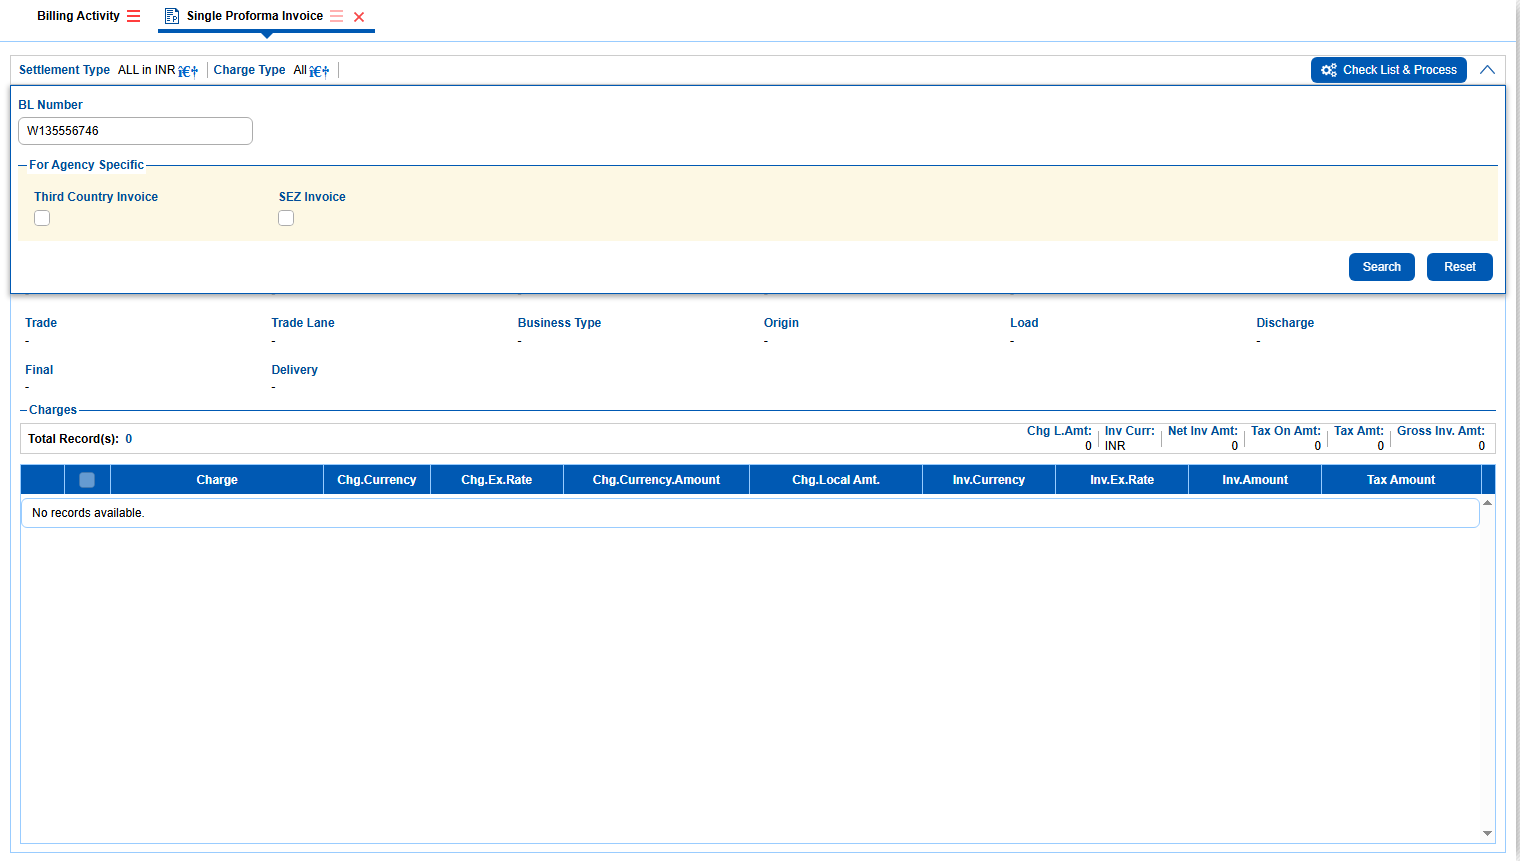 Billing Activity
Single Proforma Invoice
Settlement Type ALL in INR î€† Charge Type All î€†
Check List & Process
BL Number
W135556746
For Agency Specific
Third Country Invoice SEZ Invoice
Search Reset
Trade Trade Lane Business Type Origin Load Discharge
- - - - - -
Final Delivery
- -
Charges
Total Record(s): 0
Chg L.Amt: Inv Curr: Net Inv Amt: Tax On Amt: Tax Amt: Gross Inv. Amt:
0 INR 0 0 0 0
Charge Chg.Currency Chg.Ex.Rate Chg.Currency.Amount Chg.Local Amt. Inv.Currency Inv.Ex.Rate Inv.Amount Tax Amount
No records available.